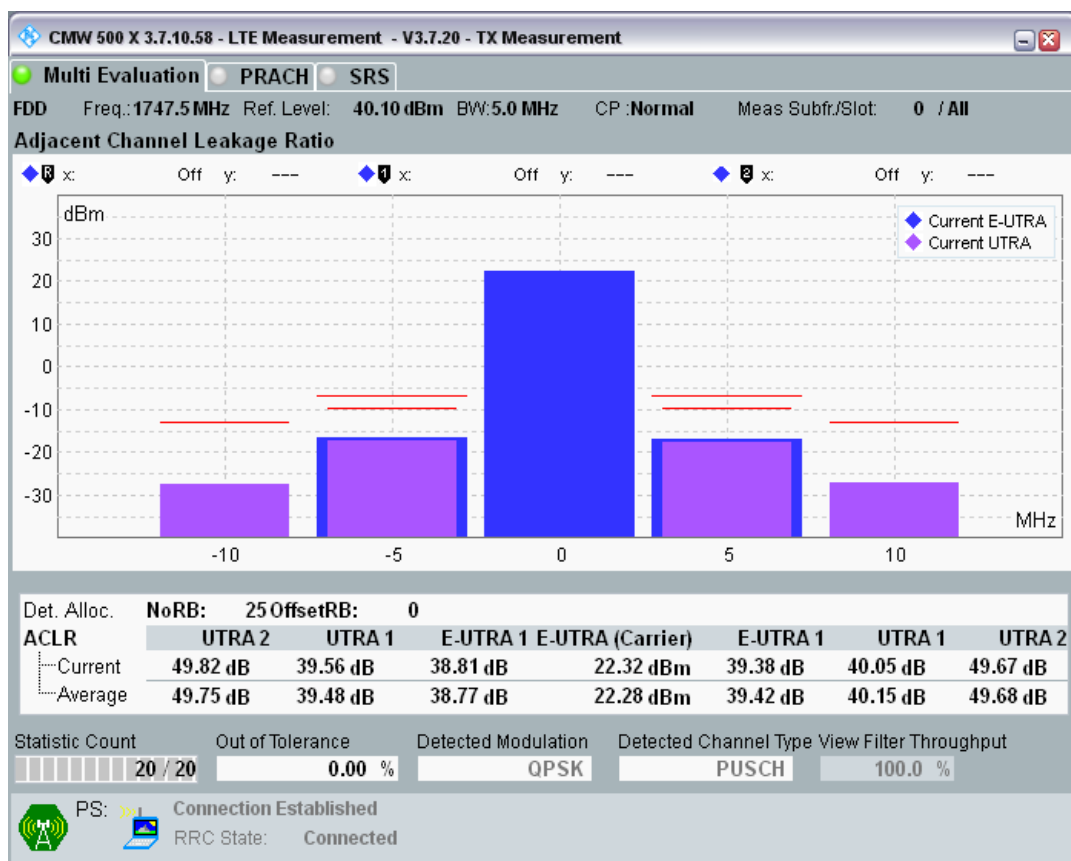 CMW 500 X 3.7.10.58 - LTE Measurement - V3.7.20 - TX Measurement
Multi Evaluation PRACH SRS
FDD Freq.: 1747.5 MHz Ref. Level: 40.10 dBm BW: 5.0 MHz CP : Normal Meas Subfr./Slot: 0 / All
Adjacent Channel Leakage Ratio
R x: Off y: --- 1 x: Off y: --- 2 x: Off y: ---
dBm
Current E-UTRA
Current UTRA
30
20
10
0
-10
-20
-30
MHz
-10 -5 0 5 10
Det. Alloc. NoRB: 25 OffsetRB: 0
ACLR UTRA 2 UTRA 1 E-UTRA 1 E-UTRA (Carrier) E-UTRA 1 UTRA 1 UTRA 2
Current 49.82 dB 39.56 dB 38.81 dB 22.32 dBm 39.38 dB 40.05 dB 49.67 dB
Average 49.75 dB 39.48 dB 38.77 dB 22.28 dBm 39.42 dB 40.15 dB 49.68 dB
Statistic Count Out of Tolerance Detected Modulation Detected Channel Type View Filter Throughput
20 / 20 0.00 % QPSK PUSCH 100.0 %
PS: Connection Established
RRC State: Connected